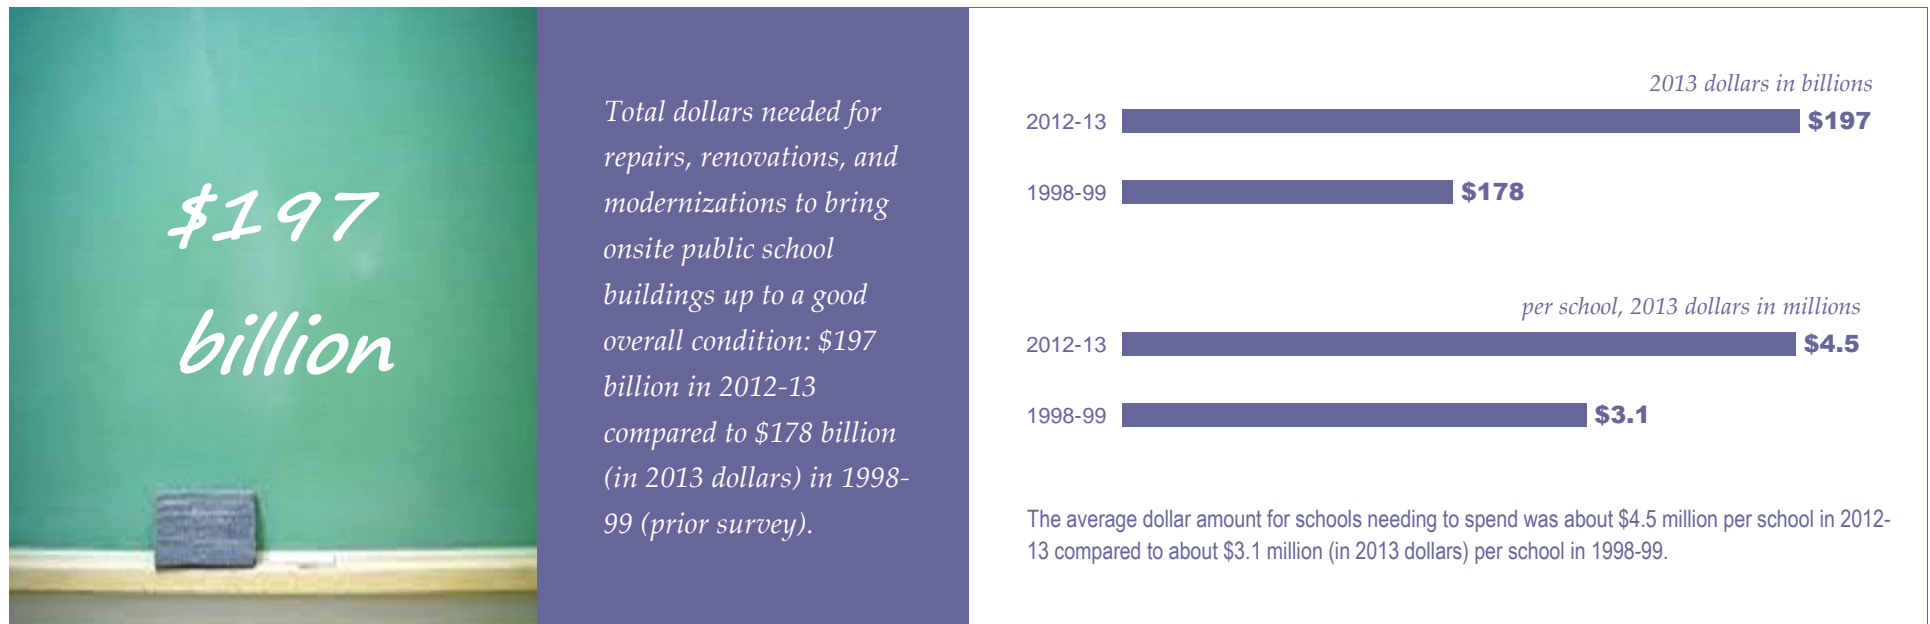 $197
billion
Total dollars needed for
repairs, renovations, and
modernizations to bring
onsite public school
buildings up to a good
overall condition: $197
billion in 2012-13
compared to $178 billion
(in 2013 dollars) in 1998-
99 (prior survey).
2013 dollars in billions
2012-13 $197
1998-99 $178
per school, 2013 dollars in millions
2012-13 $4.5
1998-99 $3.1
The average dollar amount for schools needing to spend was about $4.5 million per school in 2012-
13 compared to about $3.1 million (in 2013 dollars) per school in 1998-99.